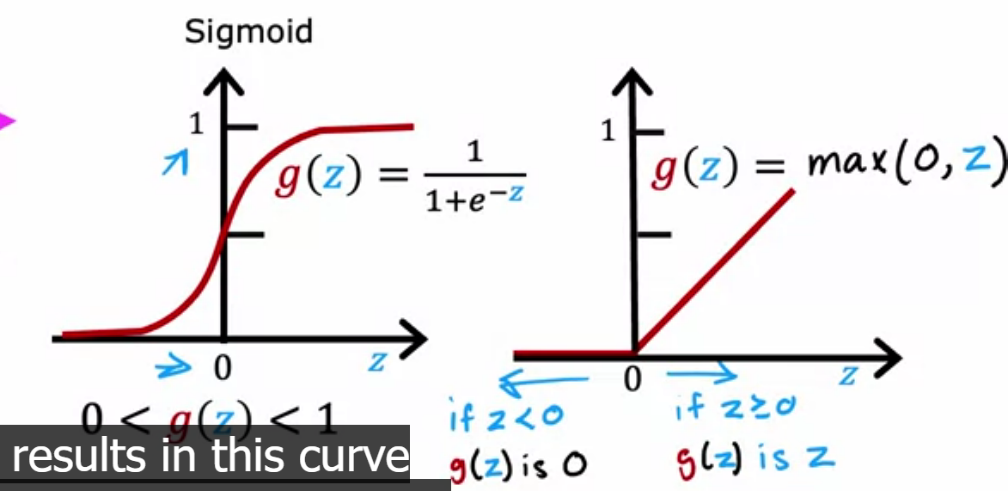 Sigmoid
1
g(z) = 1/(1+e^-z)
0
z
0 < g(z) < 1
1
g(z) = max(0, z)
0
z
if z < 0
g(z) is 0
if z ≥ 0
g(z) is z
results in this curve